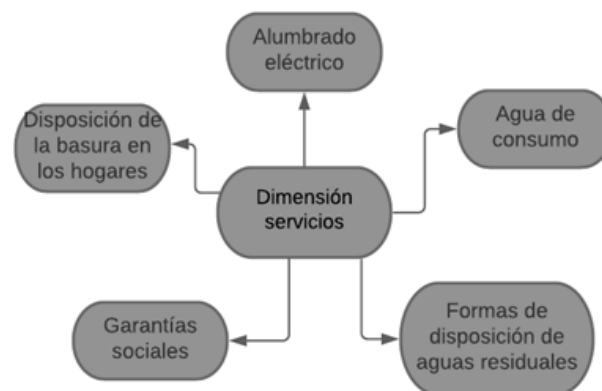 Alumbrado
eléctrico
Disposición de
la basura en
los hogares
Agua de
consumo
Dimensión
servicios
Garantías
sociales
Formas de
disposición de
aguas residuales